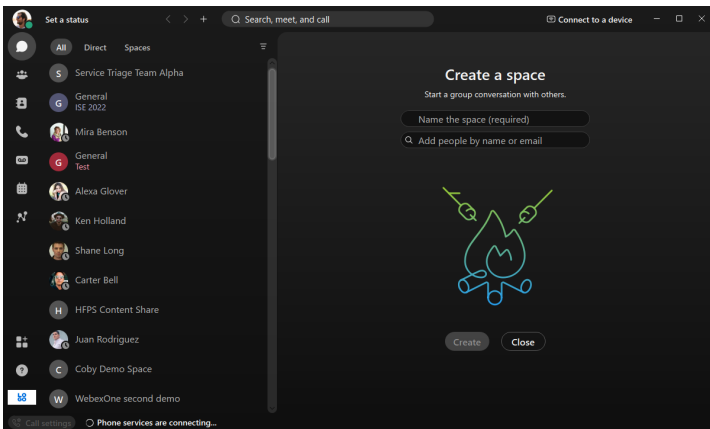 Set a status
Search, meet, and call
Connect to a device
All
Direct
Spaces
S
Service Triage Team Alpha
G
General
ISE 2022
Mira Benson
G
General
Test
Alexa Glover
Ken Holland
Shane Long
Carter Bell
H
HFPS Content Share
Juan Rodriguez
C
Coby Demo Space
W
WebexOne second demo
Call settings
Phone services are connecting...
Create a space
Start a group conversation with others.
Name the space (required)
Add people by name or email
Create
Close